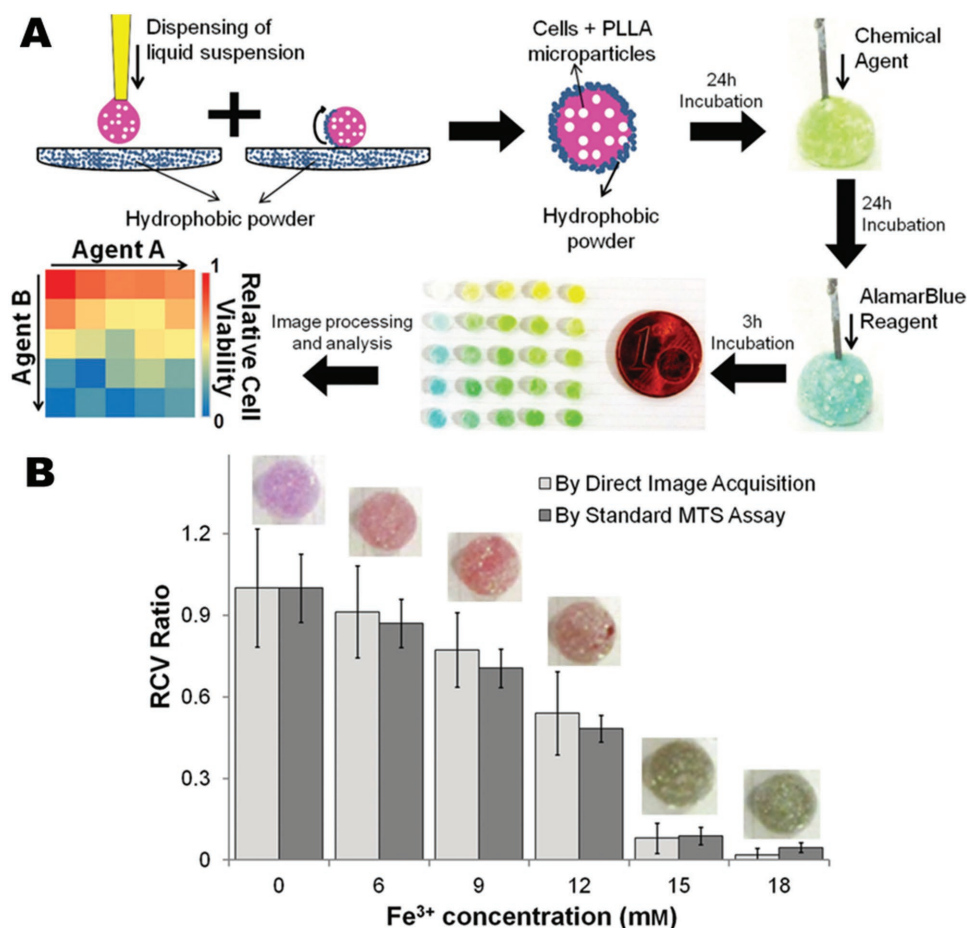 A
Dispensing of
liquid suspension
Hydrophobic powder
Cells + PLLA
microparticles
Hydrophobic
powder
24h
Incubation
Chemical
Agent
24h
Incubation
AlamarBlue
Reagent
3h
Incubation
1
Image processing
and analysis
Agent A
Agent B
1
0
Relative Cell
Viability
B
By Direct Image Acquisition
By Standard MTS Assay
RCV Ratio
1.2
0.9
0.6
0.3
0
0
6
9
12
15
18
Fe³⁺ concentration (mM)